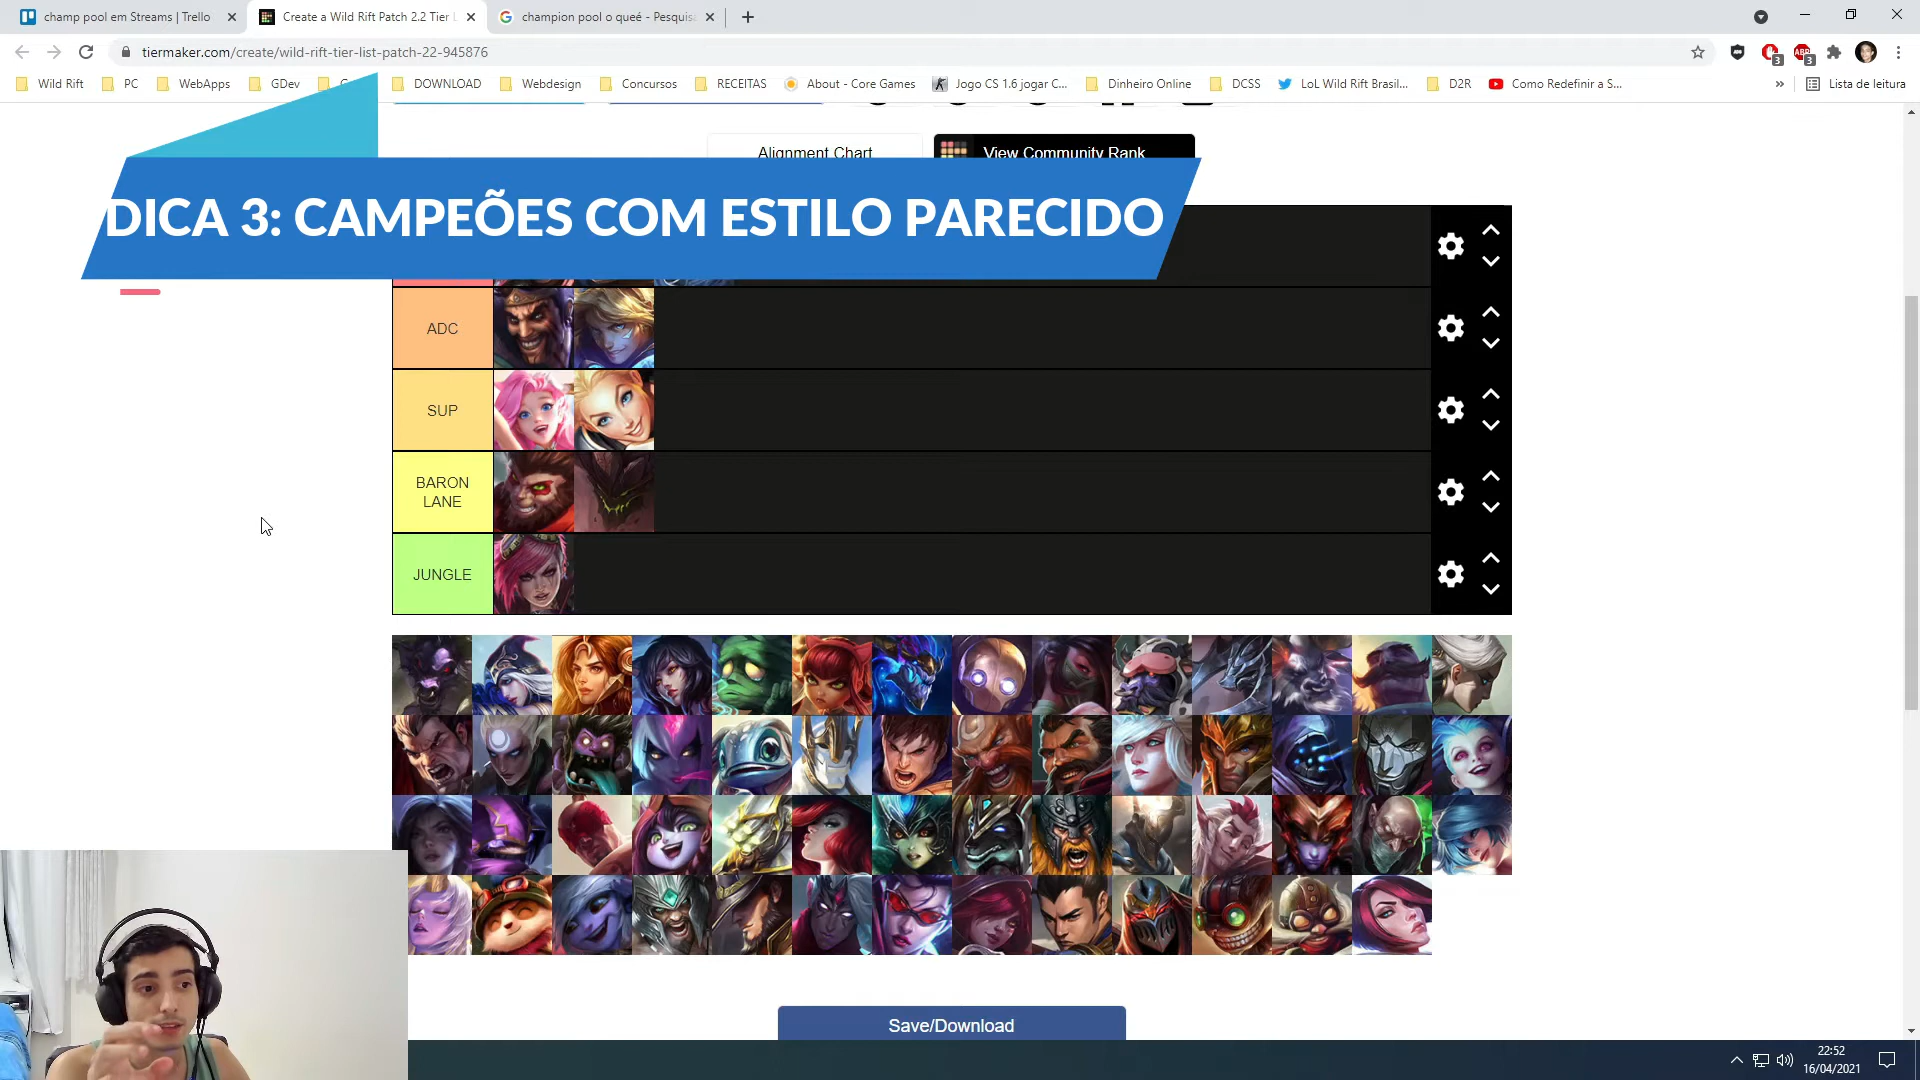 champ pool em Streams | Trello
Create a Wild Rift Patch 2.2 Tier L
champion pool o queé - Pesquis
tiermaker.com/create/wild-rift-tier-list-patch-22-945876
3
3
Wild Rift
PC
WebApps
GDev
DOWNLOAD
Webdesign
Concursos
RECEITAS
About - Core Games
Jogo CS 1.6 jogar C...
Dinheiro Online
DCSS
LoL Wild Rift Brasil...
D2R
Como Redefinir a S...
»
Lista de leitura
Alignment Chart
View Community Rank
DICA 3: CAMPEÕES COM ESTILO PARECIDO
ADC
SUP
BARON
LANE
JUNGLE
Save/Download
22:52
16/04/2021